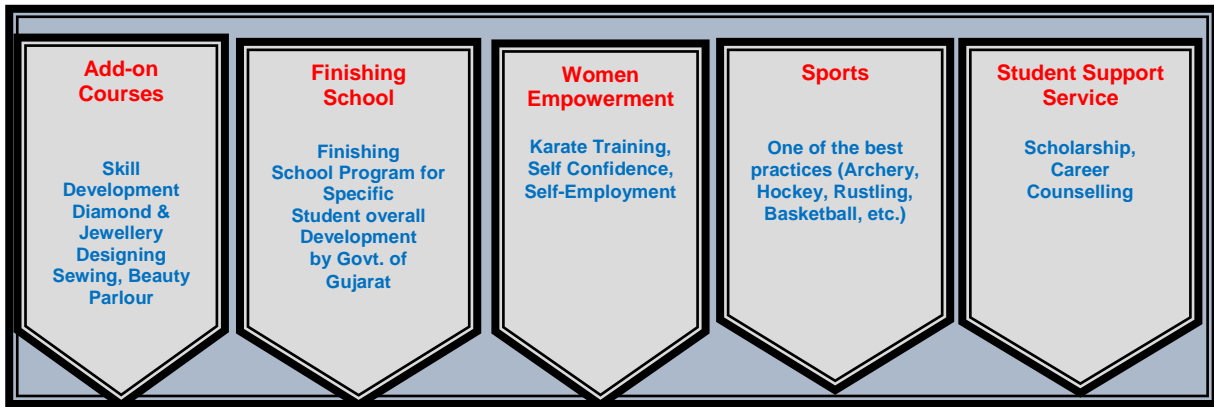 Add-on
Courses
Skill
Development
Diamond &
Jewellery
Designing
Sewing, Beauty
Parlour
Finishing
School
Finishing
School Program for
Specific
Student overall
Development
by Govt. of
Gujarat
Women
Empowerment
Karate Training,
Self Confidence,
Self-Employment
Sports
One of the best
practices (Archery,
Hockey, Rustling,
Basketball, etc.)
Student Support
Service
Scholarship,
Career
Counselling